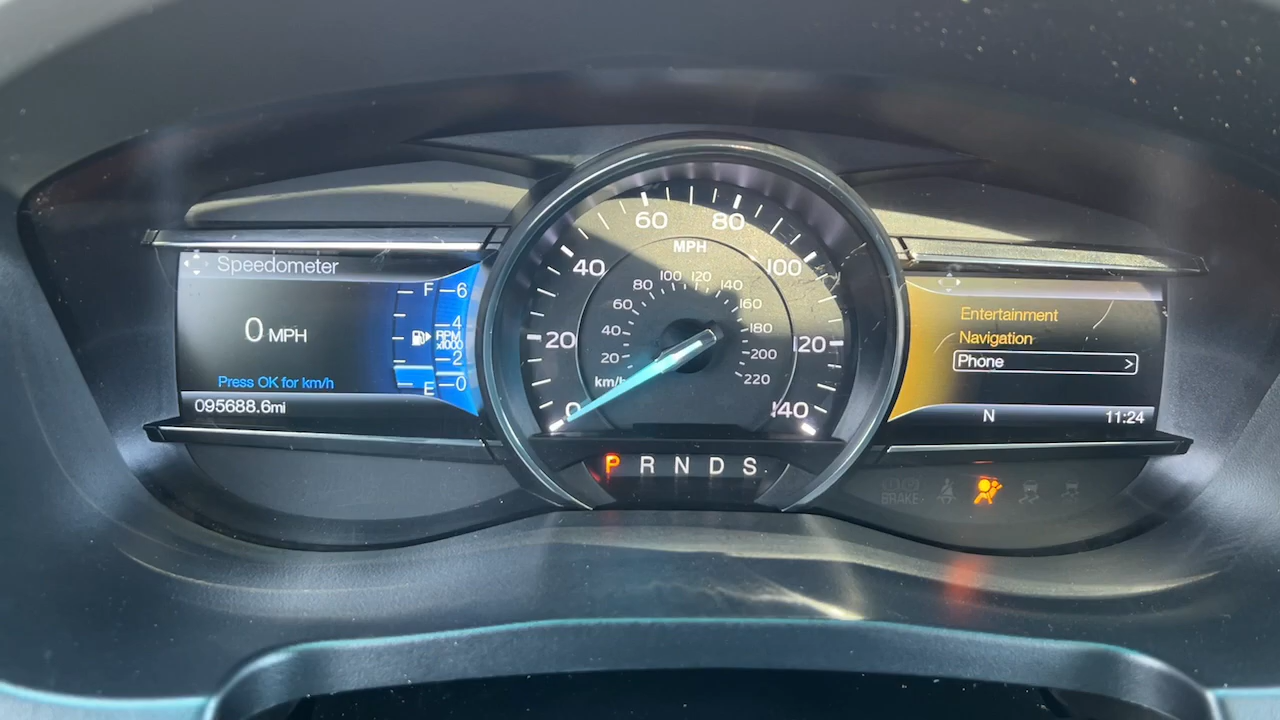 Speedometer
0 MPH
Press OK for km/h
095688.6mi
F
E
6
4
RPM
x1000
2
0
0
20
40
60
80
100
120
140
MPH
km/h
20
40
60
80
100
120
140
160
180
200
220
P R N D S
Entertainment
Navigation
Phone >
N 11:24
BRAKE